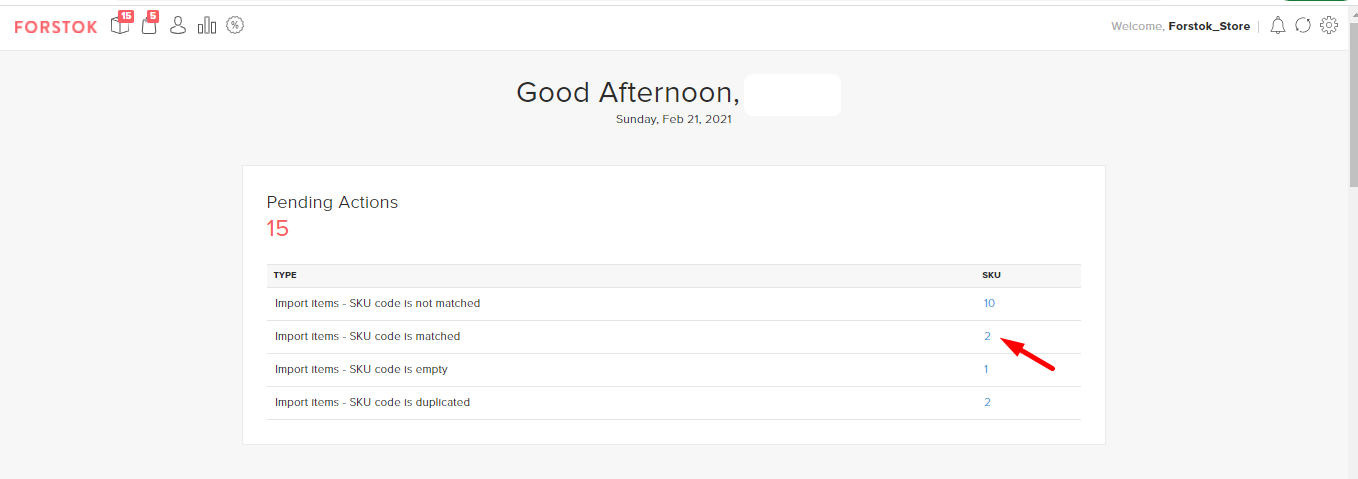 FORSTOK 15 5 % Welcome, Forstok_Store |
Good Afternoon,
Sunday, Feb 21, 2021
Pending Actions
15
TYPE SKU
Import items - SKU code is not matched 10
Import items - SKU code is matched 2
Import items - SKU code is empty 1
Import items - SKU code is duplicated 2